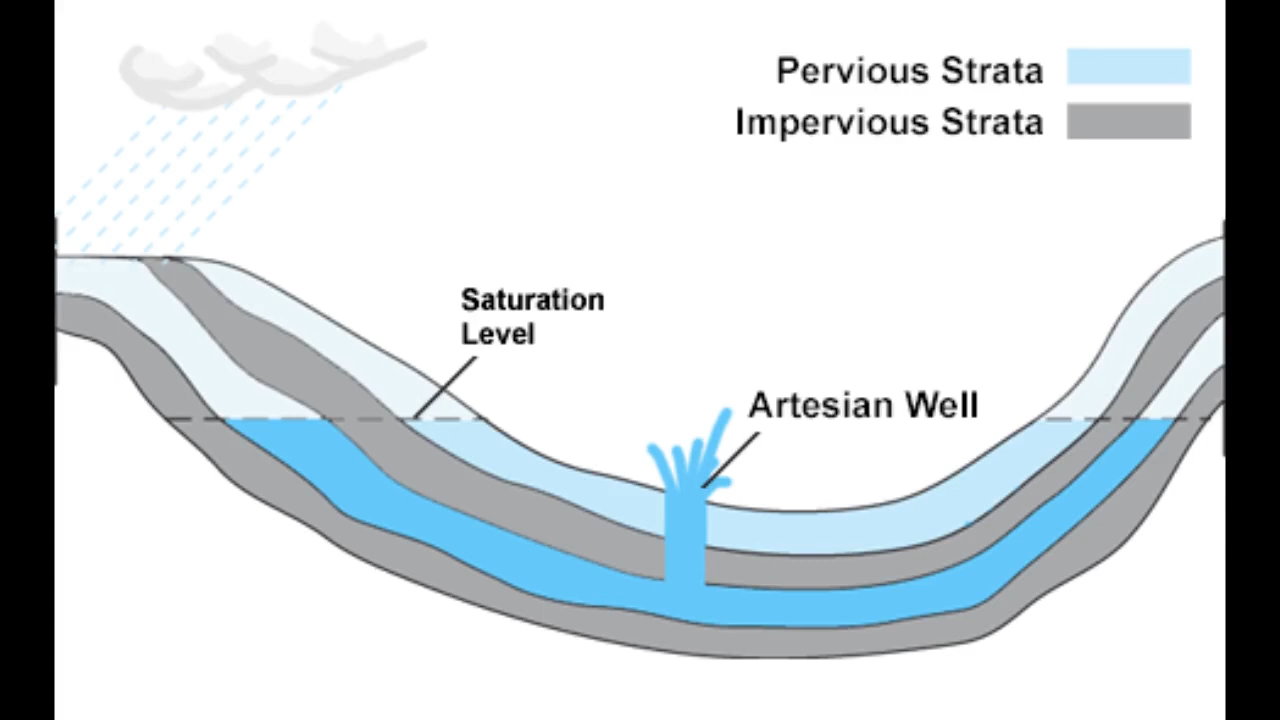 Pervious Strata
Impervious Strata
Saturation
Level
Artesian Well